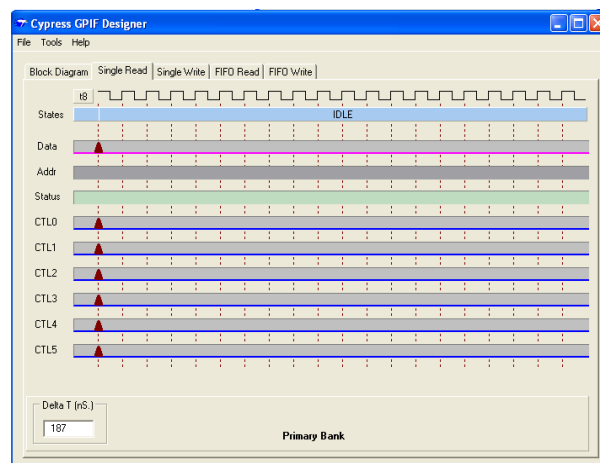 Cypress GPIF Designer
File Tools Help
Block Diagram Single Read Single Write FIFO Read FIFO Write
t8
States IDLE
Data
Addr
Status
CTL0
CTL1
CTL2
CTL3
CTL4
CTL5
Delta T (nS.)
187
Primary Bank